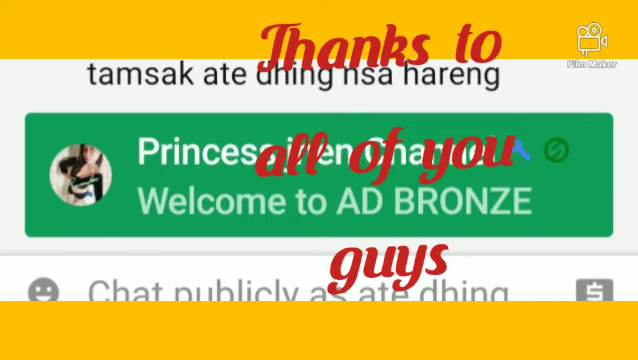 Thanks to
Film Maker
tamsak ate dhing nsa hareng
Princess
all of you
Welcome to AD BRONZE
guys
Chat publicly as ate dhing